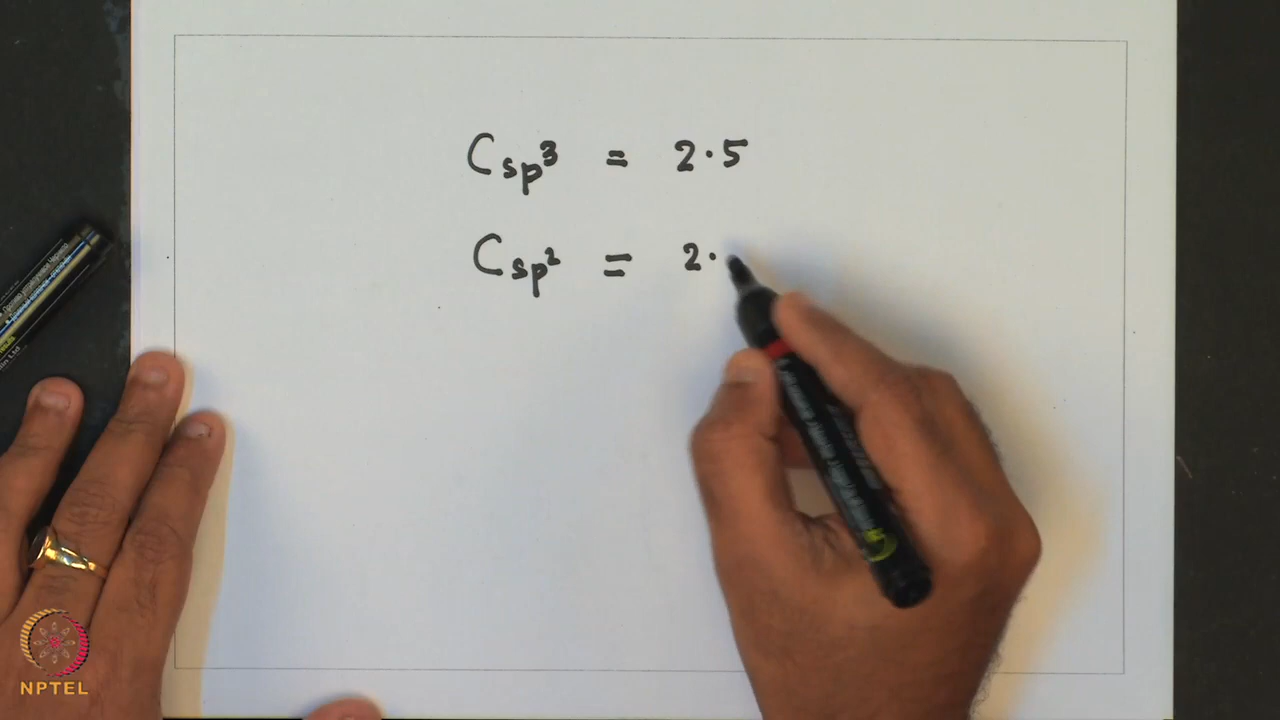 Csp³ = 2.5
Csp² = 2.
NPTEL